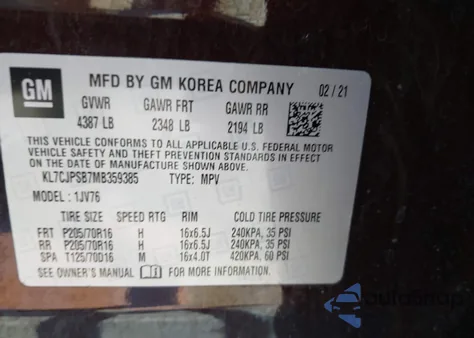 GM
MFD BY GM KOREA COMPANY 02/21
GVWR GAWR FRT GAWR RR
4387 LB 2348 LB 2194 LB
THIS VEHICLE CONFORMS TO ALL APPLICABLE U.S. FEDERAL MOTOR
VEHICLE SAFETY AND THEFT PREVENTION STANDARDS IN EFFECT ON
THE DATE OF MANUFACTURE SHOWN ABOVE.
KL7CJPSB7MB359385 TYPE: MPV
MODEL: 1JV76
TIRE SIZE SPEED RTG RIM COLD TIRE PRESSURE
FRT P205/70R16 H 16x6.5J 240KPA, 35 PSI
RR P205/70R16 H 16x6.5J 240KPA, 35 PSI
SPA T125/70D16 M 16x4.0T 420KPA, 60 PSI
SEE OWNER'S MANUAL FOR MORE INFORMATION.